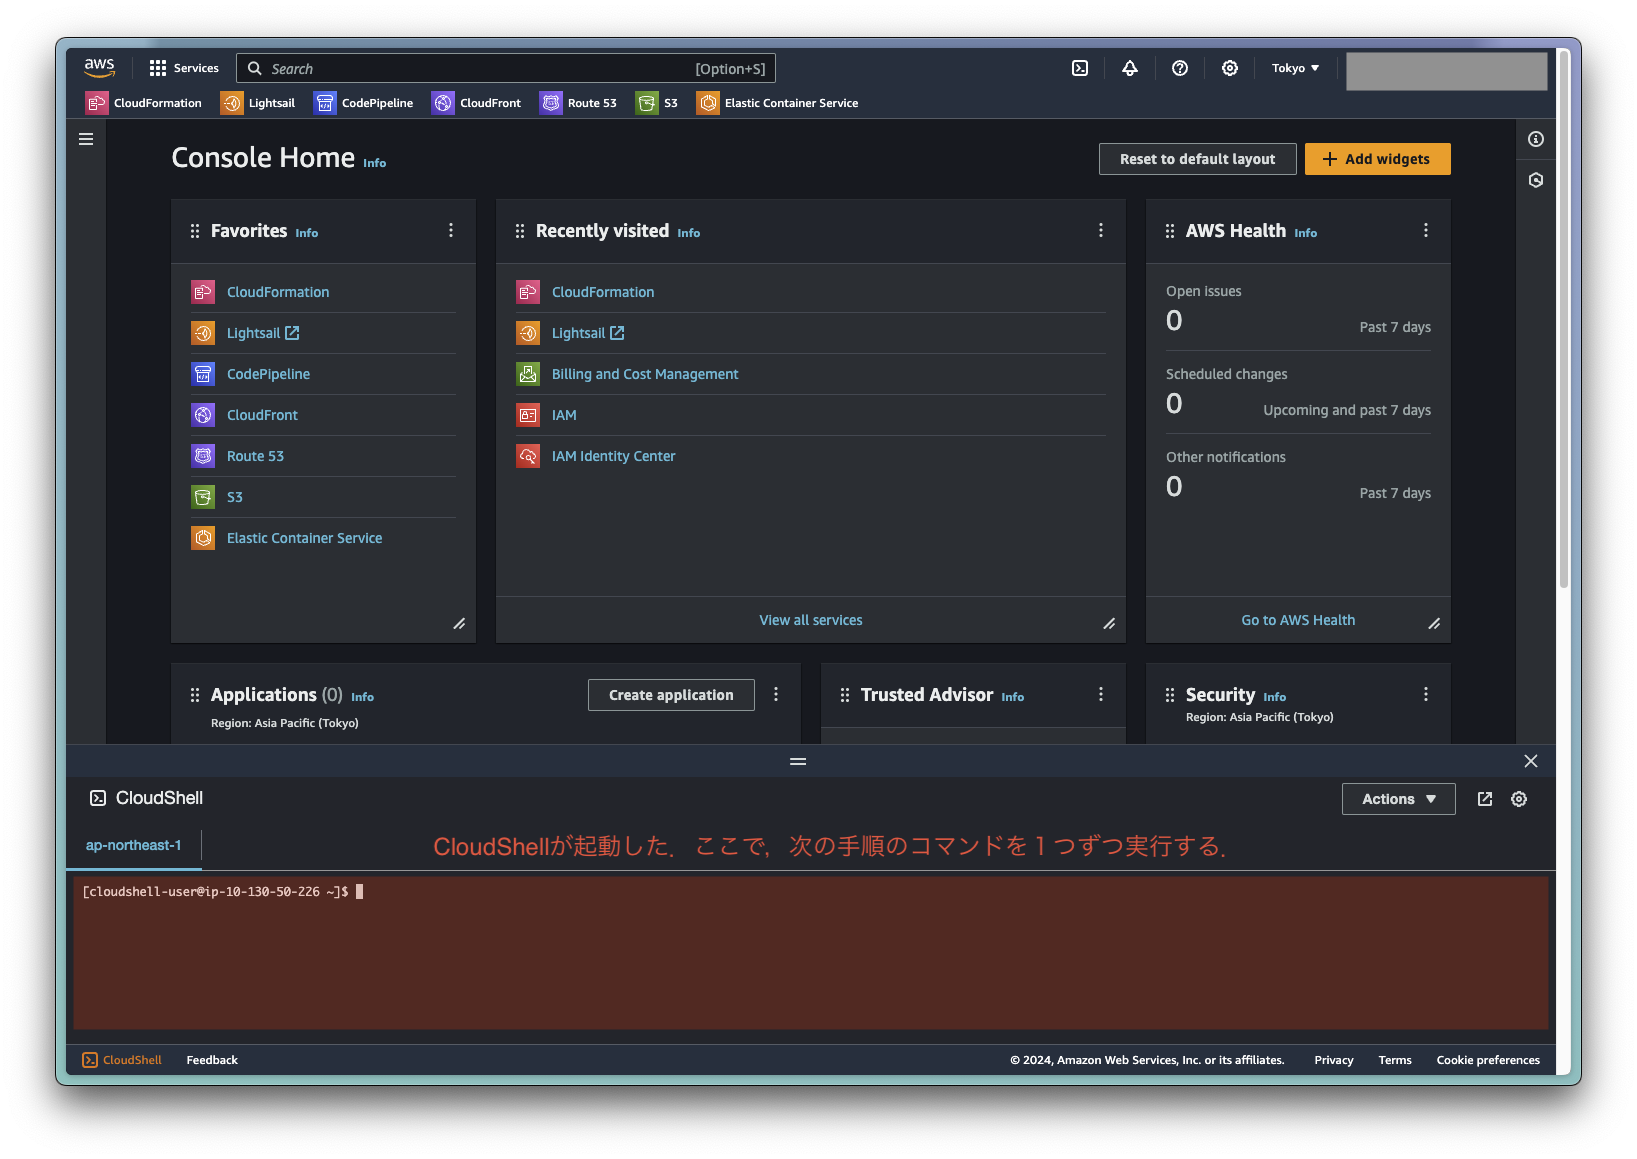 aws
Services
Search
[Option+S]
Tokyo
CloudFormation
Lightsail
CodePipeline
CloudFront
Route 53
S3
Elastic Container Service
Console Home Info
Reset to default layout
Add widgets
Favorites Info
CloudFormation
Lightsail
CodePipeline
CloudFront
Route 53
S3
Elastic Container Service
Recently visited Info
CloudFormation
Lightsail
Billing and Cost Management
IAM
IAM Identity Center
View all services
AWS Health Info
Open issues
0
Past 7 days
Scheduled changes
0
Upcoming and past 7 days
Other notifications
0
Past 7 days
Go to AWS Health
Applications (0) Info
Region: Asia Pacific (Tokyo)
Create application
Trusted Advisor Info
Security Info
Region: Asia Pacific (Tokyo)
CloudShell
Actions
ap-northeast-1
CloudShellが起動した．ここで，次の手順のコマンドを１つずつ実行する．
[cloudshell-user@ip-10-130-50-226 ~]$
CloudShell
Feedback
© 2024, Amazon Web Services, Inc. or its affiliates.
Privacy
Terms
Cookie preferences